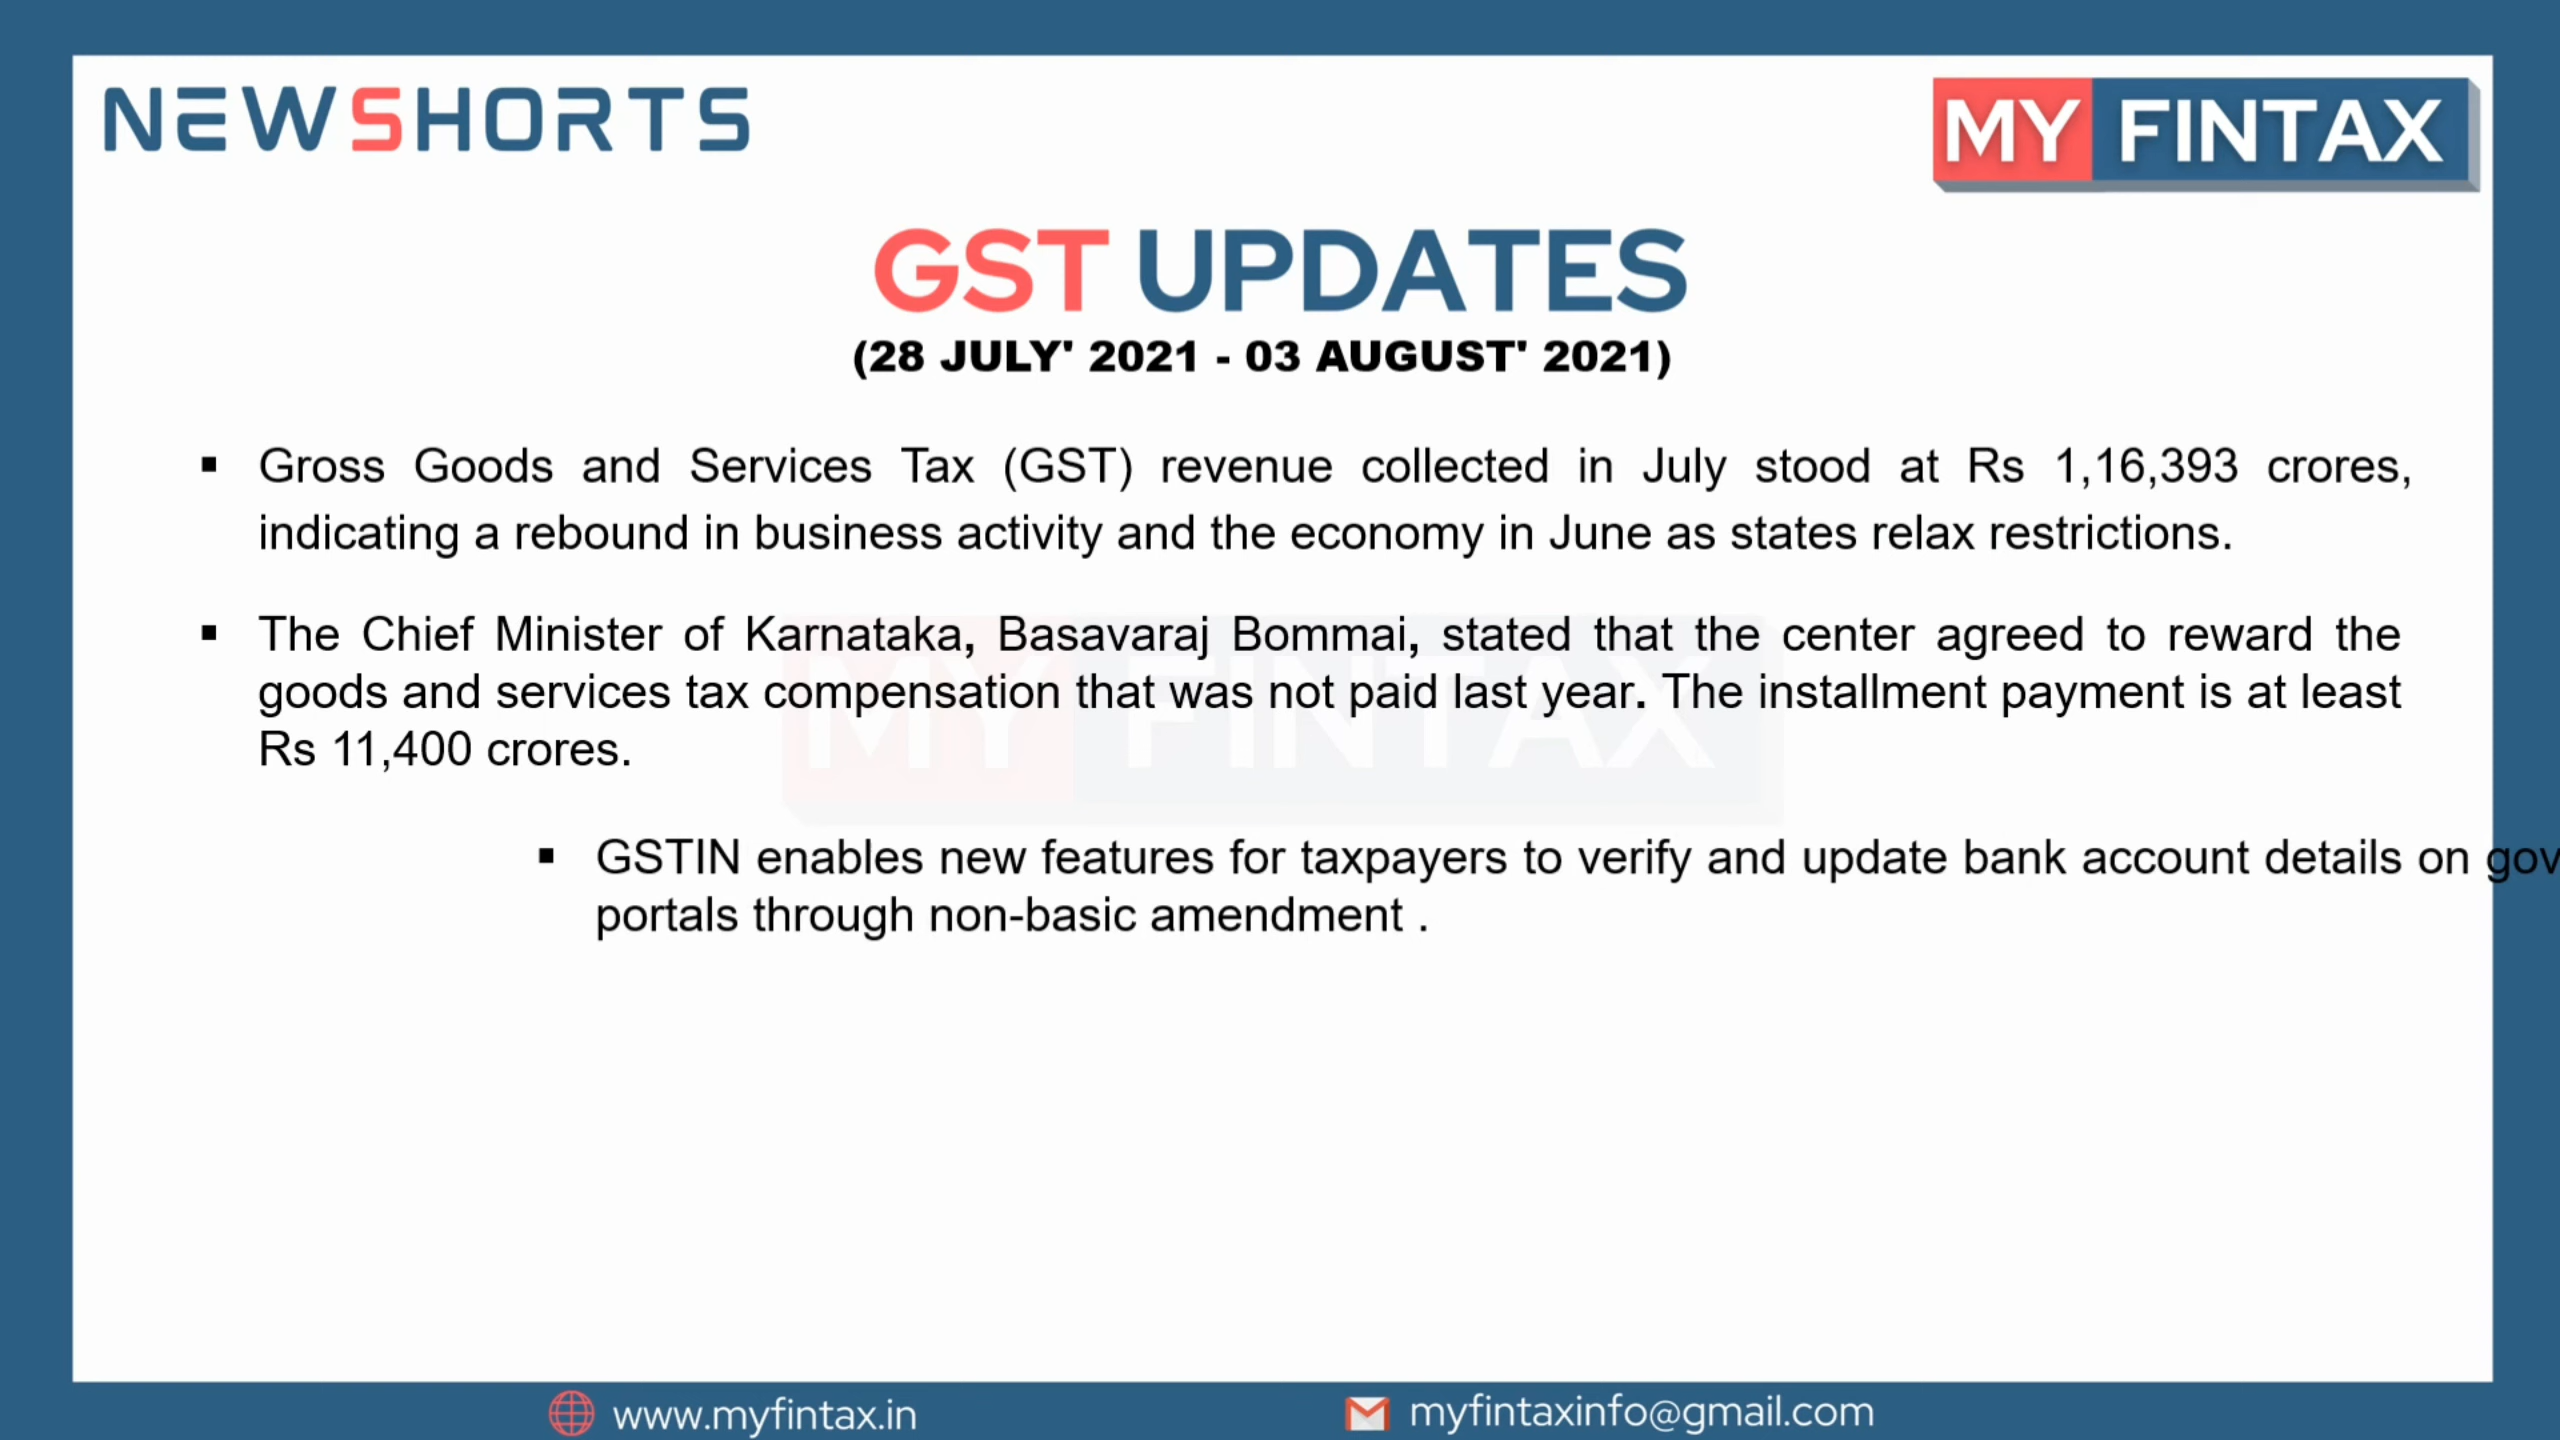 NEWSHORTS
MY FINTAX
GST UPDATES
(28 JULY' 2021 - 03 AUGUST' 2021)
▪ Gross Goods and Services Tax (GST) revenue collected in July stood at Rs 1,16,393 crores,
indicating a rebound in business activity and the economy in June as states relax restrictions.
▪ The Chief Minister of Karnataka, Basavaraj Bommai, stated that the center agreed to reward the
goods and services tax compensation that was not paid last year. The installment payment is at least
Rs 11,400 crores.
MY FINTAX
▪ GSTIN enables new features for taxpayers to verify and update bank account details on gov
portals through non-basic amendment .
www.myfintax.in
myfintaxinfo@gmail.com